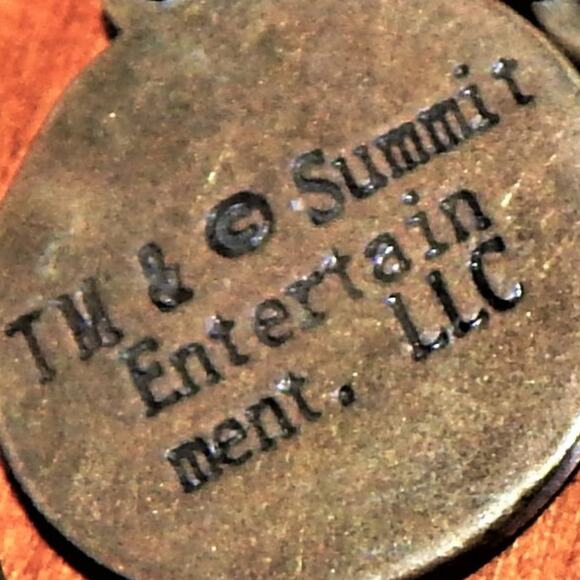 TM & © Summit
Entertain
ment. LLC